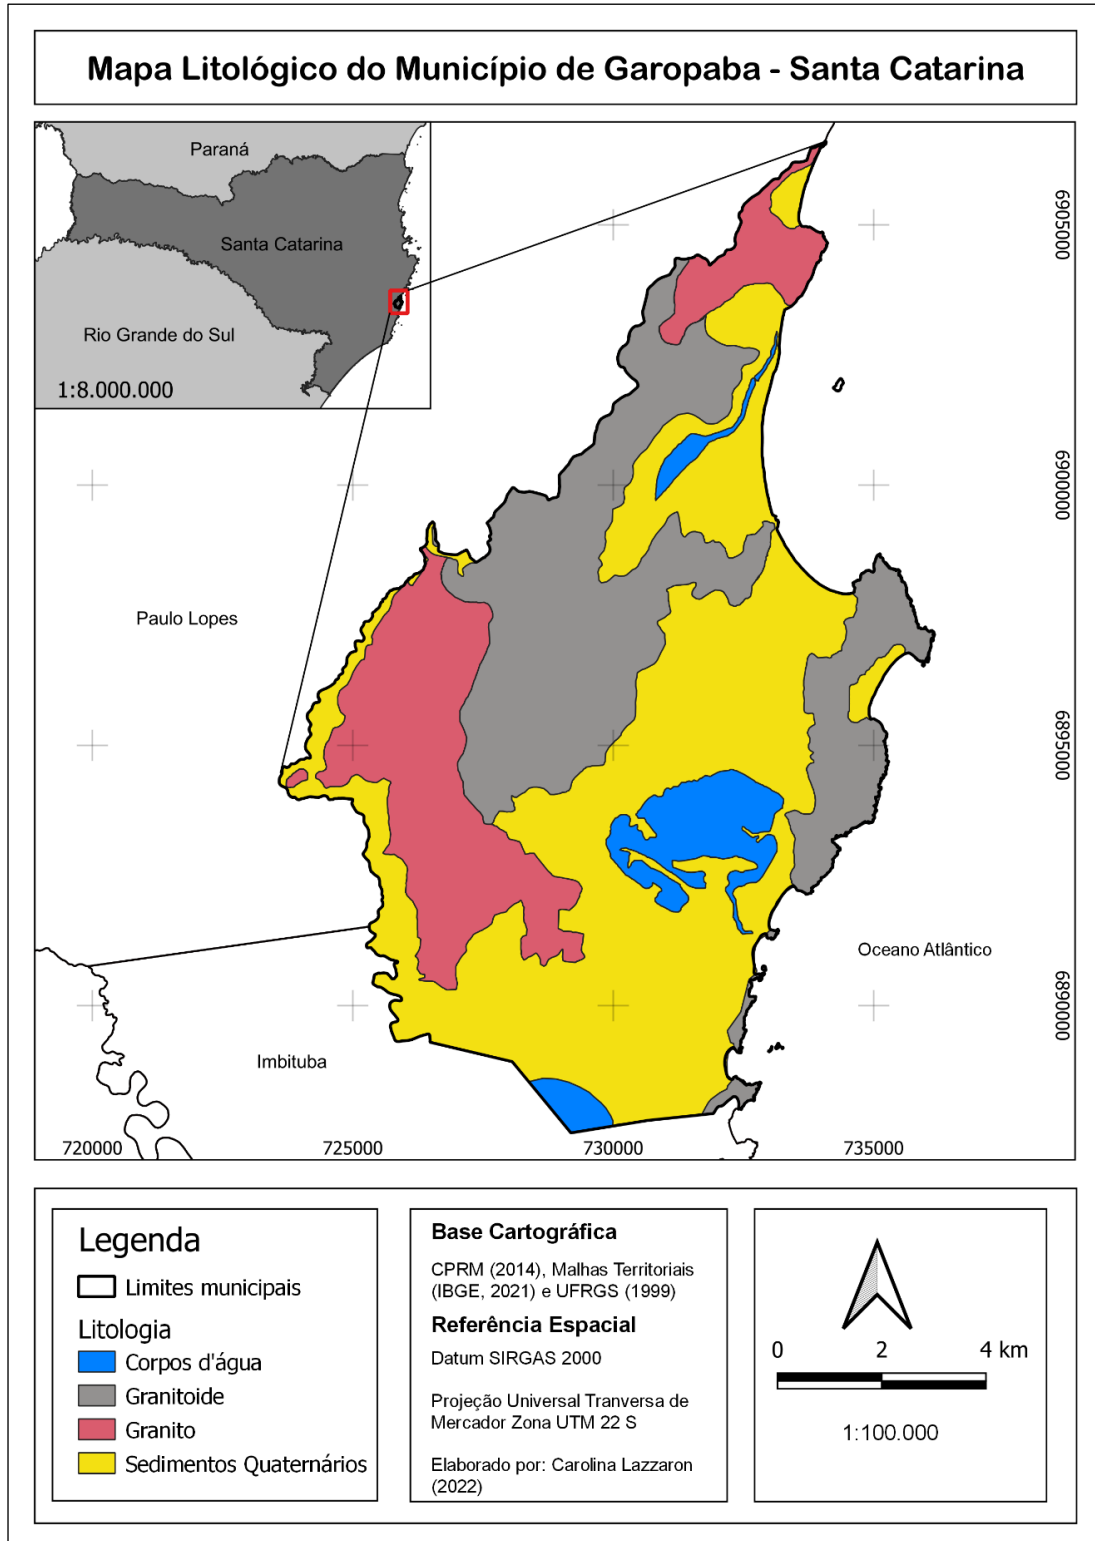 Mapa Litológico do Município de Garopaba - Santa Catarina
Paraná
Santa Catarina
Rio Grande do Sul
1:8.000.000
6905000
6900000
Paulo Lopes
6895000
Oceano Atlântico
6890000
Imbituba
720000
725000
730000
735000
Legenda
Limites municipais
Litologia
Corpos d'água
Granitoide
Granito
Sedimentos Quaternários
Base Cartográfica
CPRM (2014), Malhas Territoriais
(IBGE, 2021) e UFRGS (1999)
Referência Espacial
Datum SIRGAS 2000
Projeção Universal Tranversa de
Mercador Zona UTM 22 S
Elaborado por: Carolina Lazzaron
(2022)
0 2 4 km
1:100.000